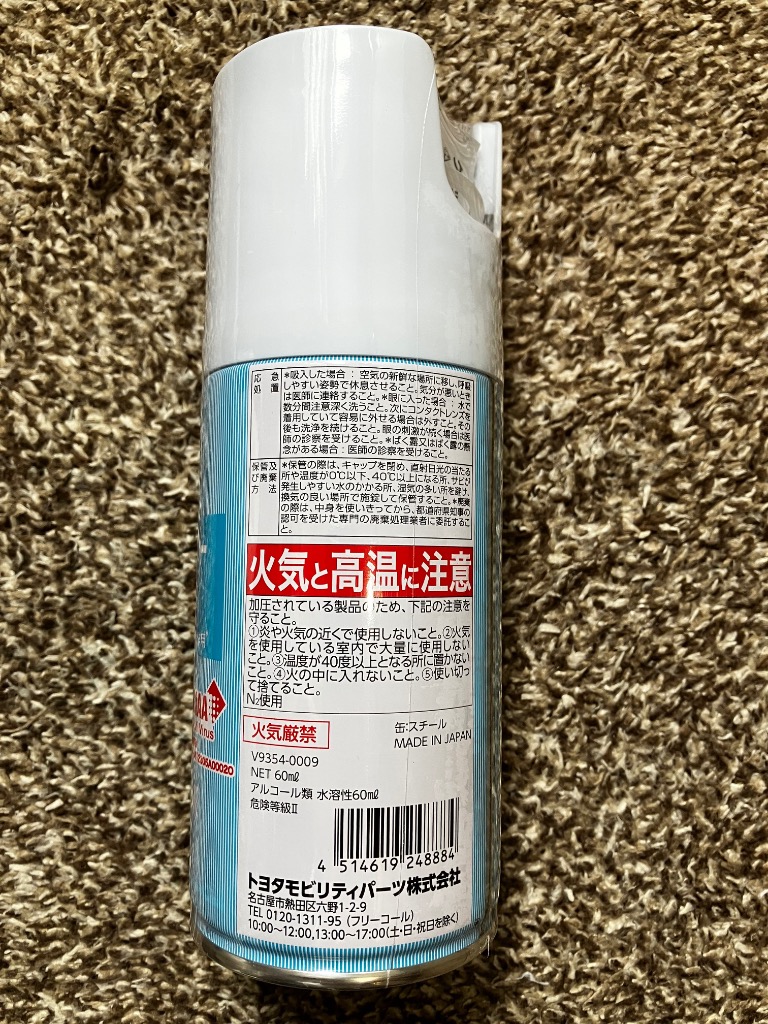 応急処置
*吸入した場合：空気の新鮮な場所に移し、呼吸
しやすい姿勢で休息させること。気分が悪いとき
は医師に連絡すること。*眼に入った場合：水で
数分間注意深く洗うこと。次にコンタクトレンズを
着用していて容易に外せる場合は外すこと。その
後も洗浄を続けること。眼の刺激が続く場合は医
師の診察を受けること。*ばく露又はばく露の懸
念がある場合：医師の診察を受けること。
保管及び廃棄方法
*保管の際は、キャップを閉め、直射日光の当たる
所や温度が0℃以下、40℃以上になる所、サビの
発生しやすい水のかかる所、湿気の多い所を避け、
換気の良い場所で施錠して保管すること。*廃棄
の際は、中身を使いきってから、都道府県知事の
認可を受けた専門の廃棄処理業者に委託するこ
と。
火気と高温に注意
加圧されている製品のため、下記の注意を
守ること。
①炎や火気の近くで使用しないこと。②火気
を使用している室内で大量に使用しない
こと。③温度が40度以上となる所に置かない
こと。④火の中に入れないこと。⑤使い切っ
て捨てること。
N₂使用
火気厳禁
缶:スチール
MADE IN JAPAN
V9354-0009
NET 60㎖
アルコール類 水溶性60㎖
危険等級Ⅱ
4 514619 248884
トヨタモビリティパーツ株式会社
名古屋市熱田区六野1-2-9
TEL 0120-1311-95 (フリーコール)
10:00〜12:00,13:00〜17:00(土・日・祝日を除く)
Virus